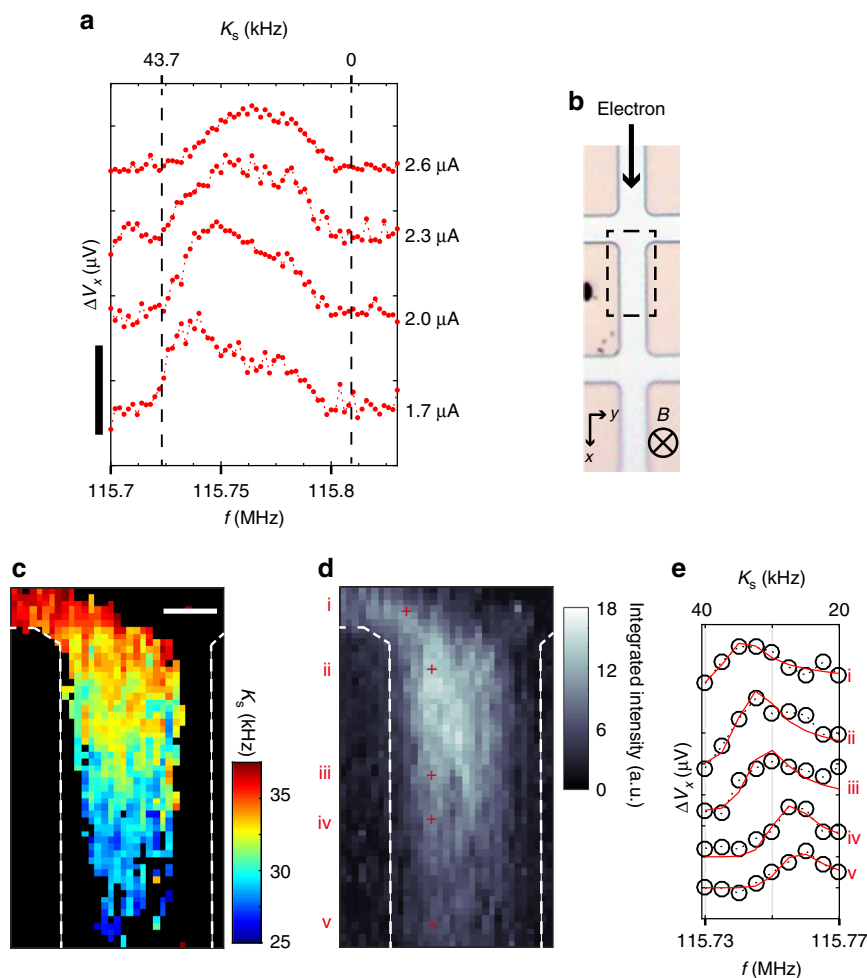 a
K_s (kHz)
43.7 0
ΔV_x (μV)
2.6 μA
2.3 μA
2.0 μA
1.7 μA
115.7 115.75 115.8
f (MHz)
b
Electron
y
x
B
c
K_s (kHz)
35
30
25
d
i
ii
iii
iv
v
18
12
6
0
Integrated intensity (a.u.)
e
K_s (kHz)
40 20
ΔV_x (μV)
i
ii
iii
iv
v
115.73 115.77
f (MHz)